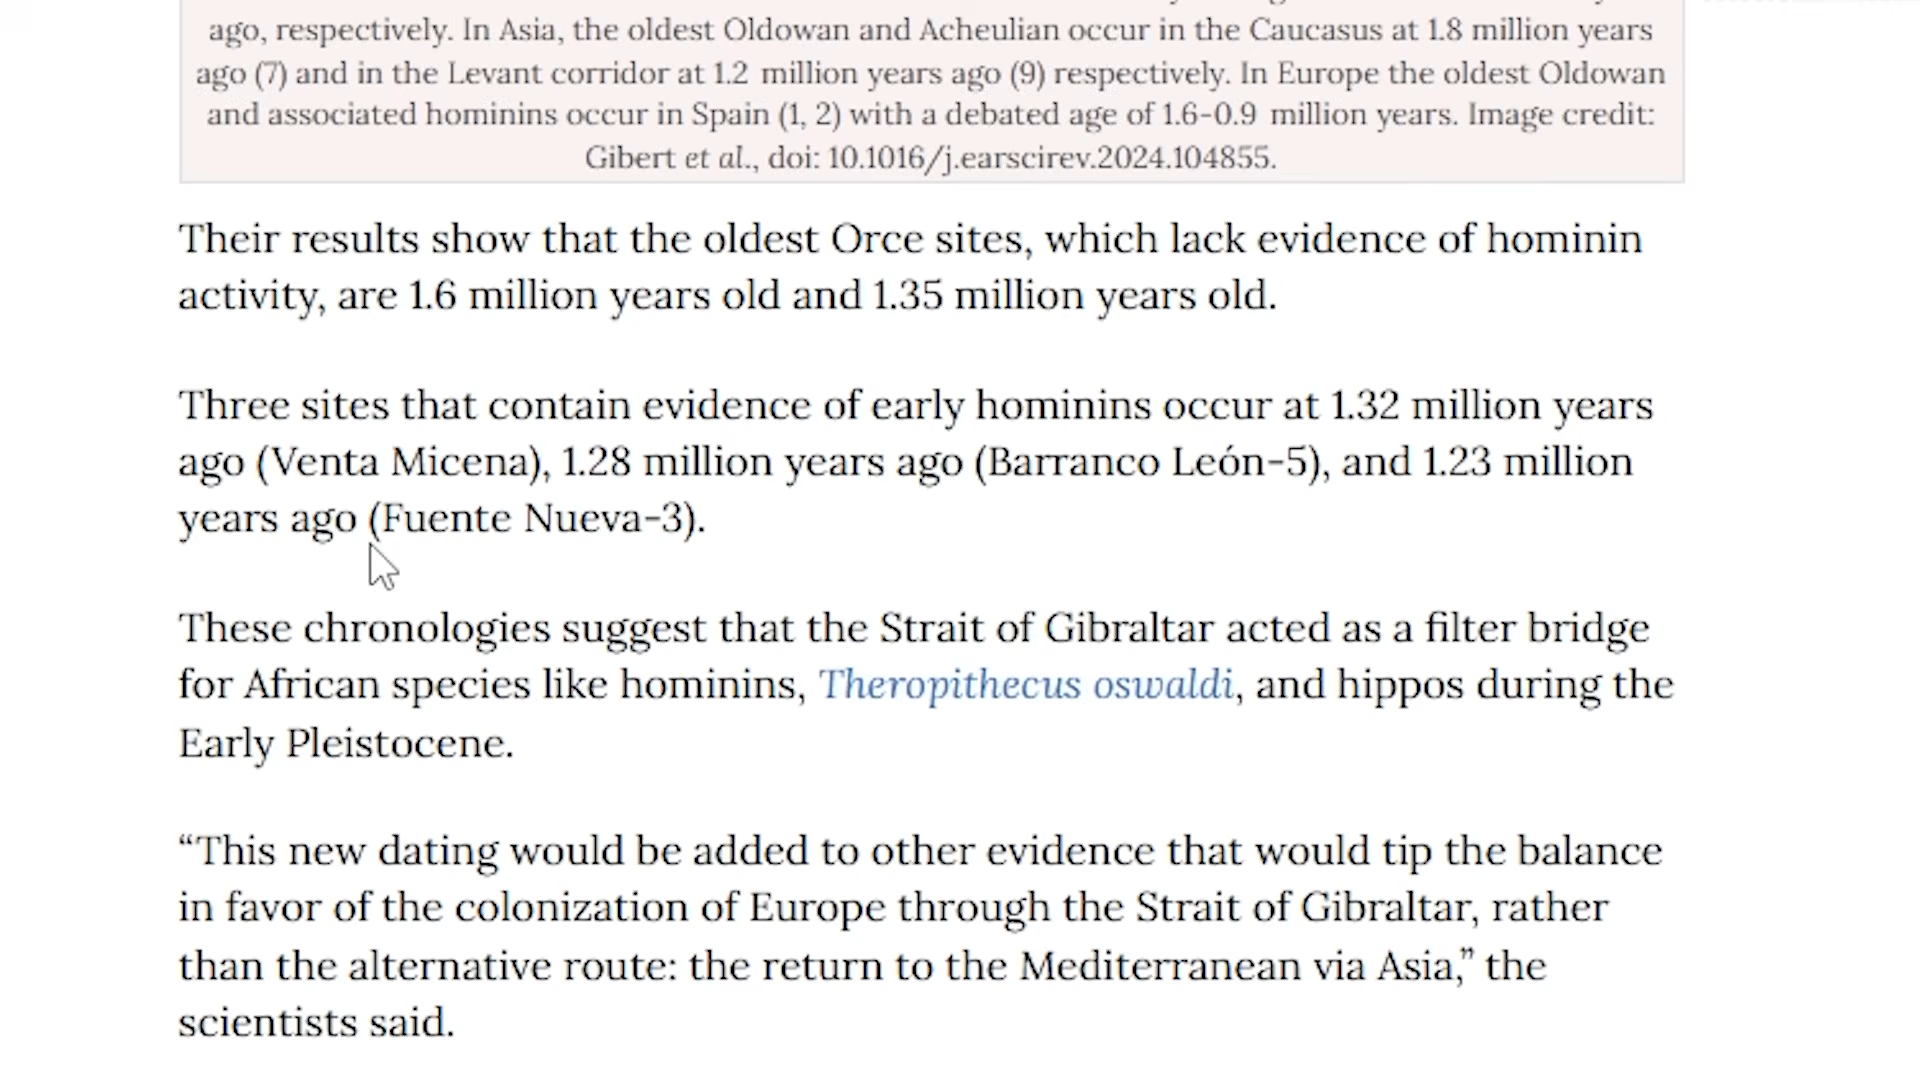 ago, respectively. In Asia, the oldest Oldowan and Acheulian occur in the Caucasus at 1.8 million years
ago (7) and in the Levant corridor at 1.2 million years ago (9) respectively. In Europe the oldest Oldowan
and associated hominins occur in Spain (1, 2) with a debated age of 1.6-0.9 million years. Image credit:
Gibert et al., doi: 10.1016/j.earscirev.2024.104855.
Their results show that the oldest Orce sites, which lack evidence of hominin
activity, are 1.6 million years old and 1.35 million years old.
Three sites that contain evidence of early hominins occur at 1.32 million years
ago (Venta Micena), 1.28 million years ago (Barranco León-5), and 1.23 million
years ago (Fuente Nueva-3).
These chronologies suggest that the Strait of Gibraltar acted as a filter bridge
for African species like hominins, Theropithecus oswaldi, and hippos during the
Early Pleistocene.
“This new dating would be added to other evidence that would tip the balance
in favor of the colonization of Europe through the Strait of Gibraltar, rather
than the alternative route: the return to the Mediterranean via Asia,” the
scientists said.